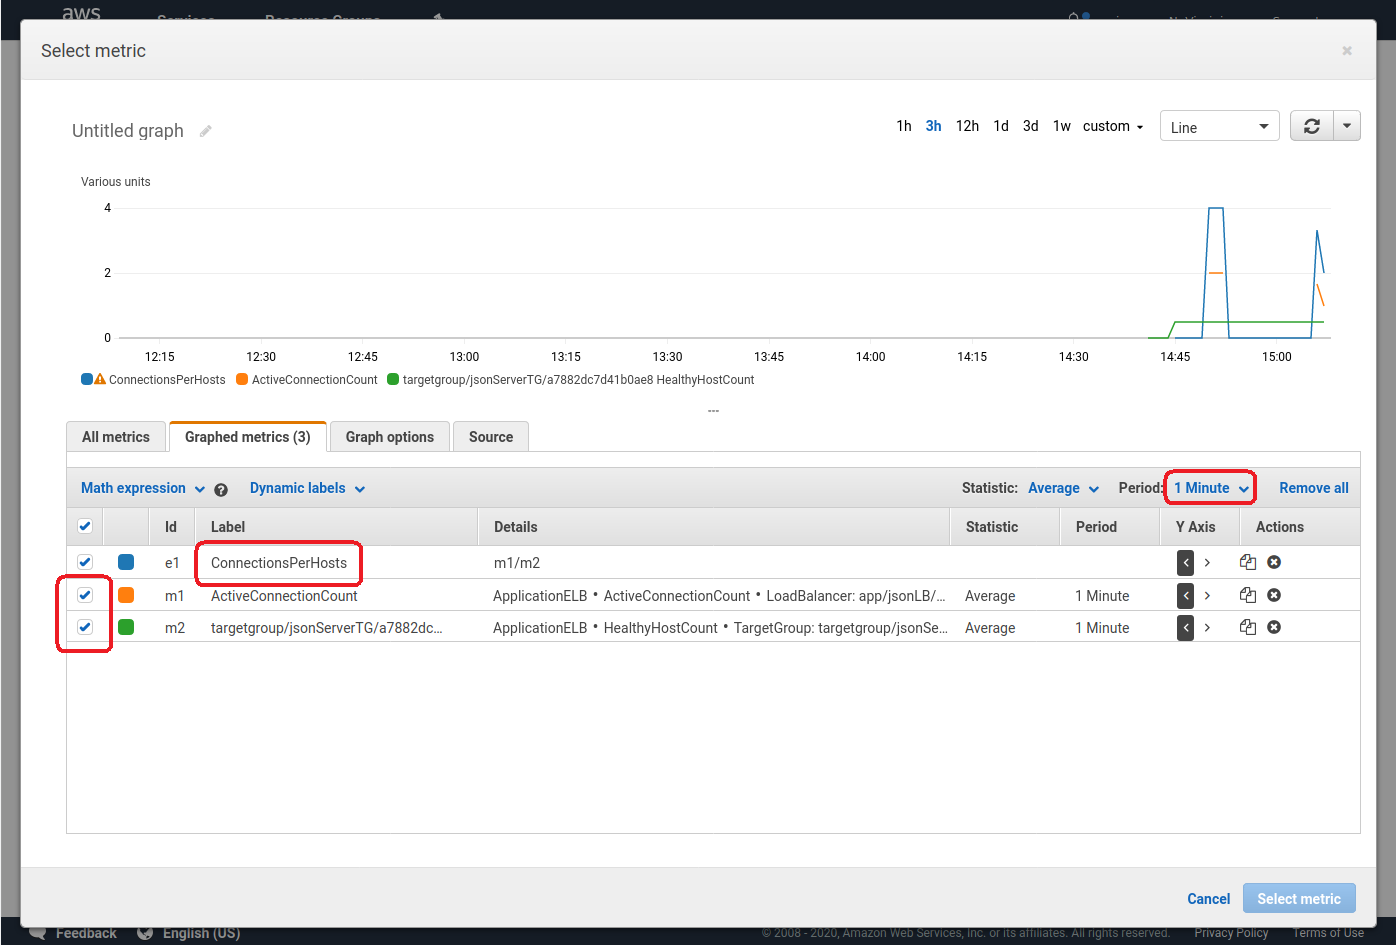 aws
Services
Resource Groups
Select metric
Untitled graph
1h 3h 12h 1d 3d 1w custom
Line
Various units
4
2
0
12:15 12:30 12:45 13:00 13:15 13:30 13:45 14:00 14:15 14:30 14:45 15:00
ConnectionsPerHosts ActiveConnectionCount targetgroup/jsonServerTG/a7882dc7d41b0ae8 HealthyHostCount
All metrics Graphed metrics (3) Graph options Source
Math expression Dynamic labels Statistic: Average Period: 1 Minute Remove all
Id Label Details Statistic Period Y Axis Actions
e1 ConnectionsPerHosts m1/m2
m1 ActiveConnectionCount ApplicationELB • ActiveConnectionCount • LoadBalancer: app/jsonLB/... Average 1 Minute
m2 targetgroup/jsonServerTG/a7882dc... ApplicationELB • HealthyHostCount • TargetGroup: targetgroup/jsonSe... Average 1 Minute
Cancel Select metric
Feedback English (US) © 2008 - 2020, Amazon Web Services, Inc. or its affiliates. All rights reserved. Privacy Policy Terms of Use